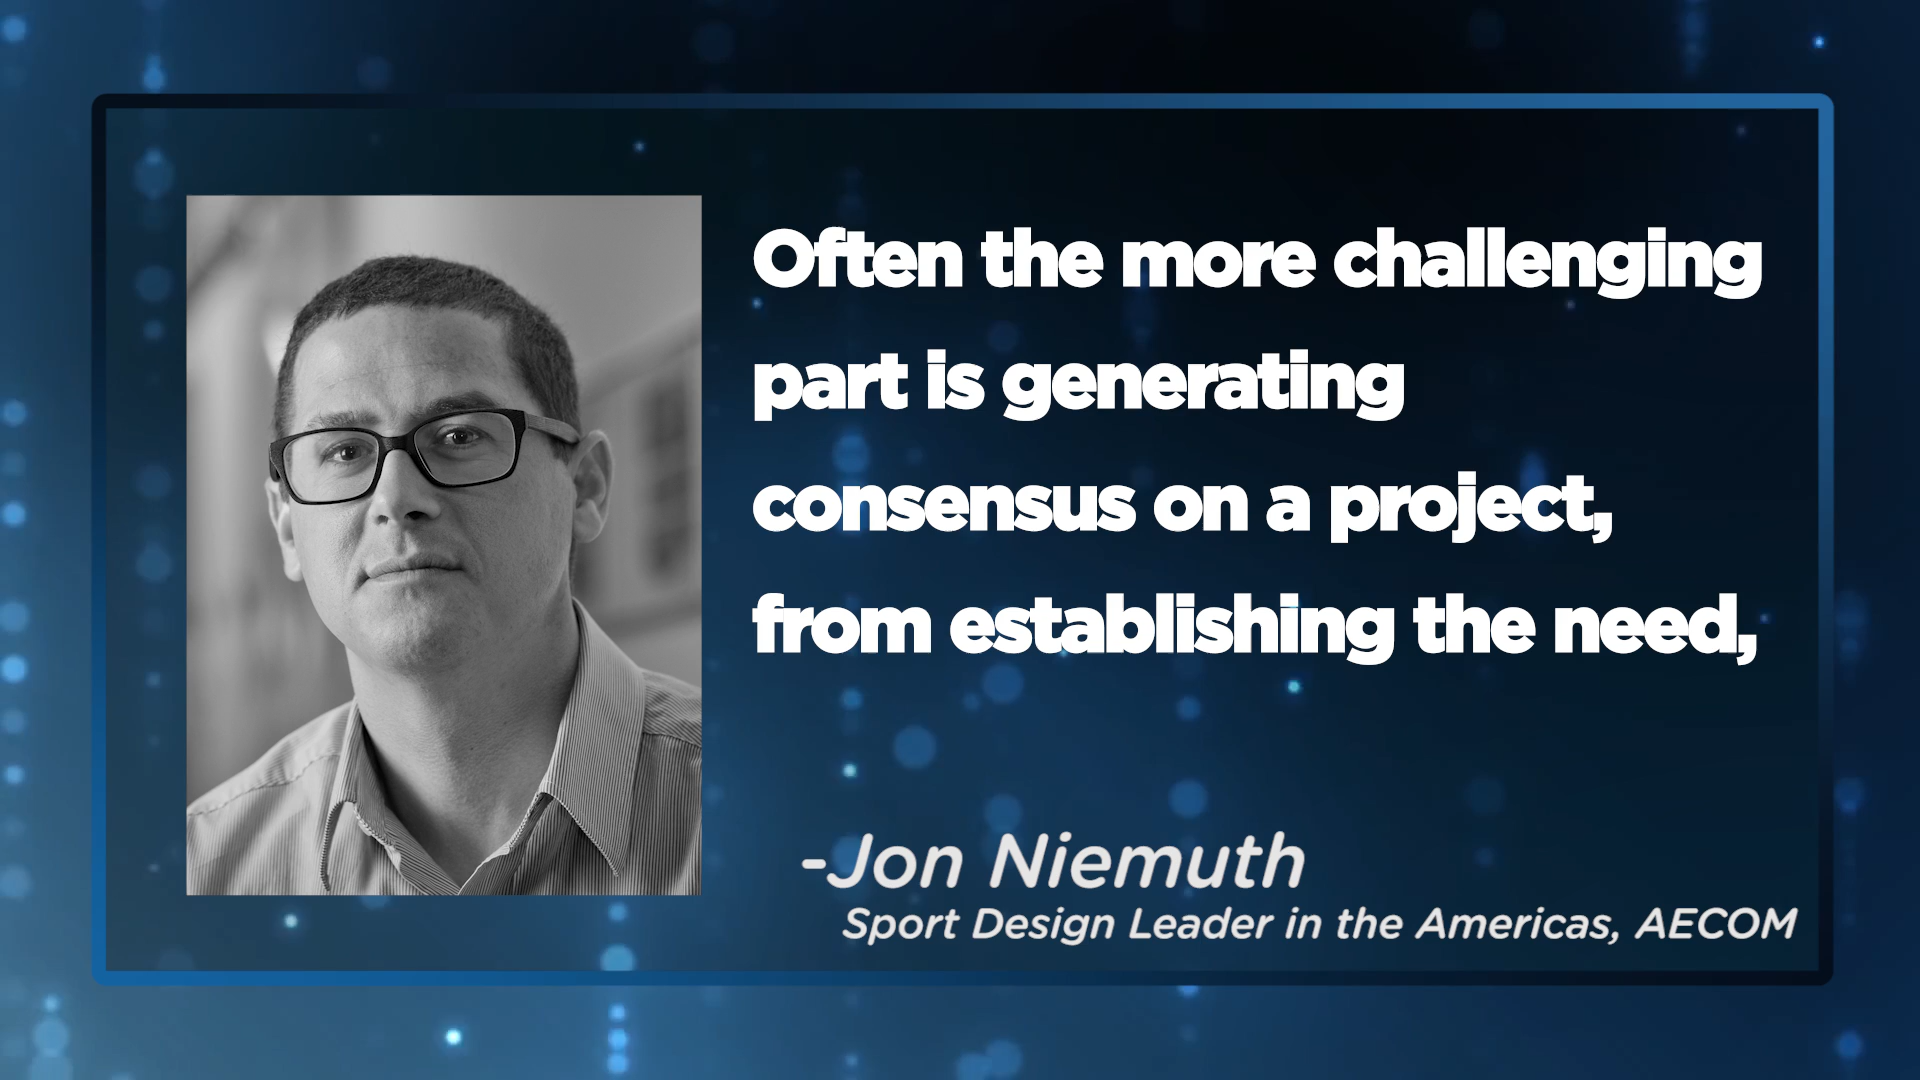 Often the more challenging
part is generating
consensus on a project,
from establishing the need,
-Jon Niemuth
Sport Design Leader in the Americas, AECOM